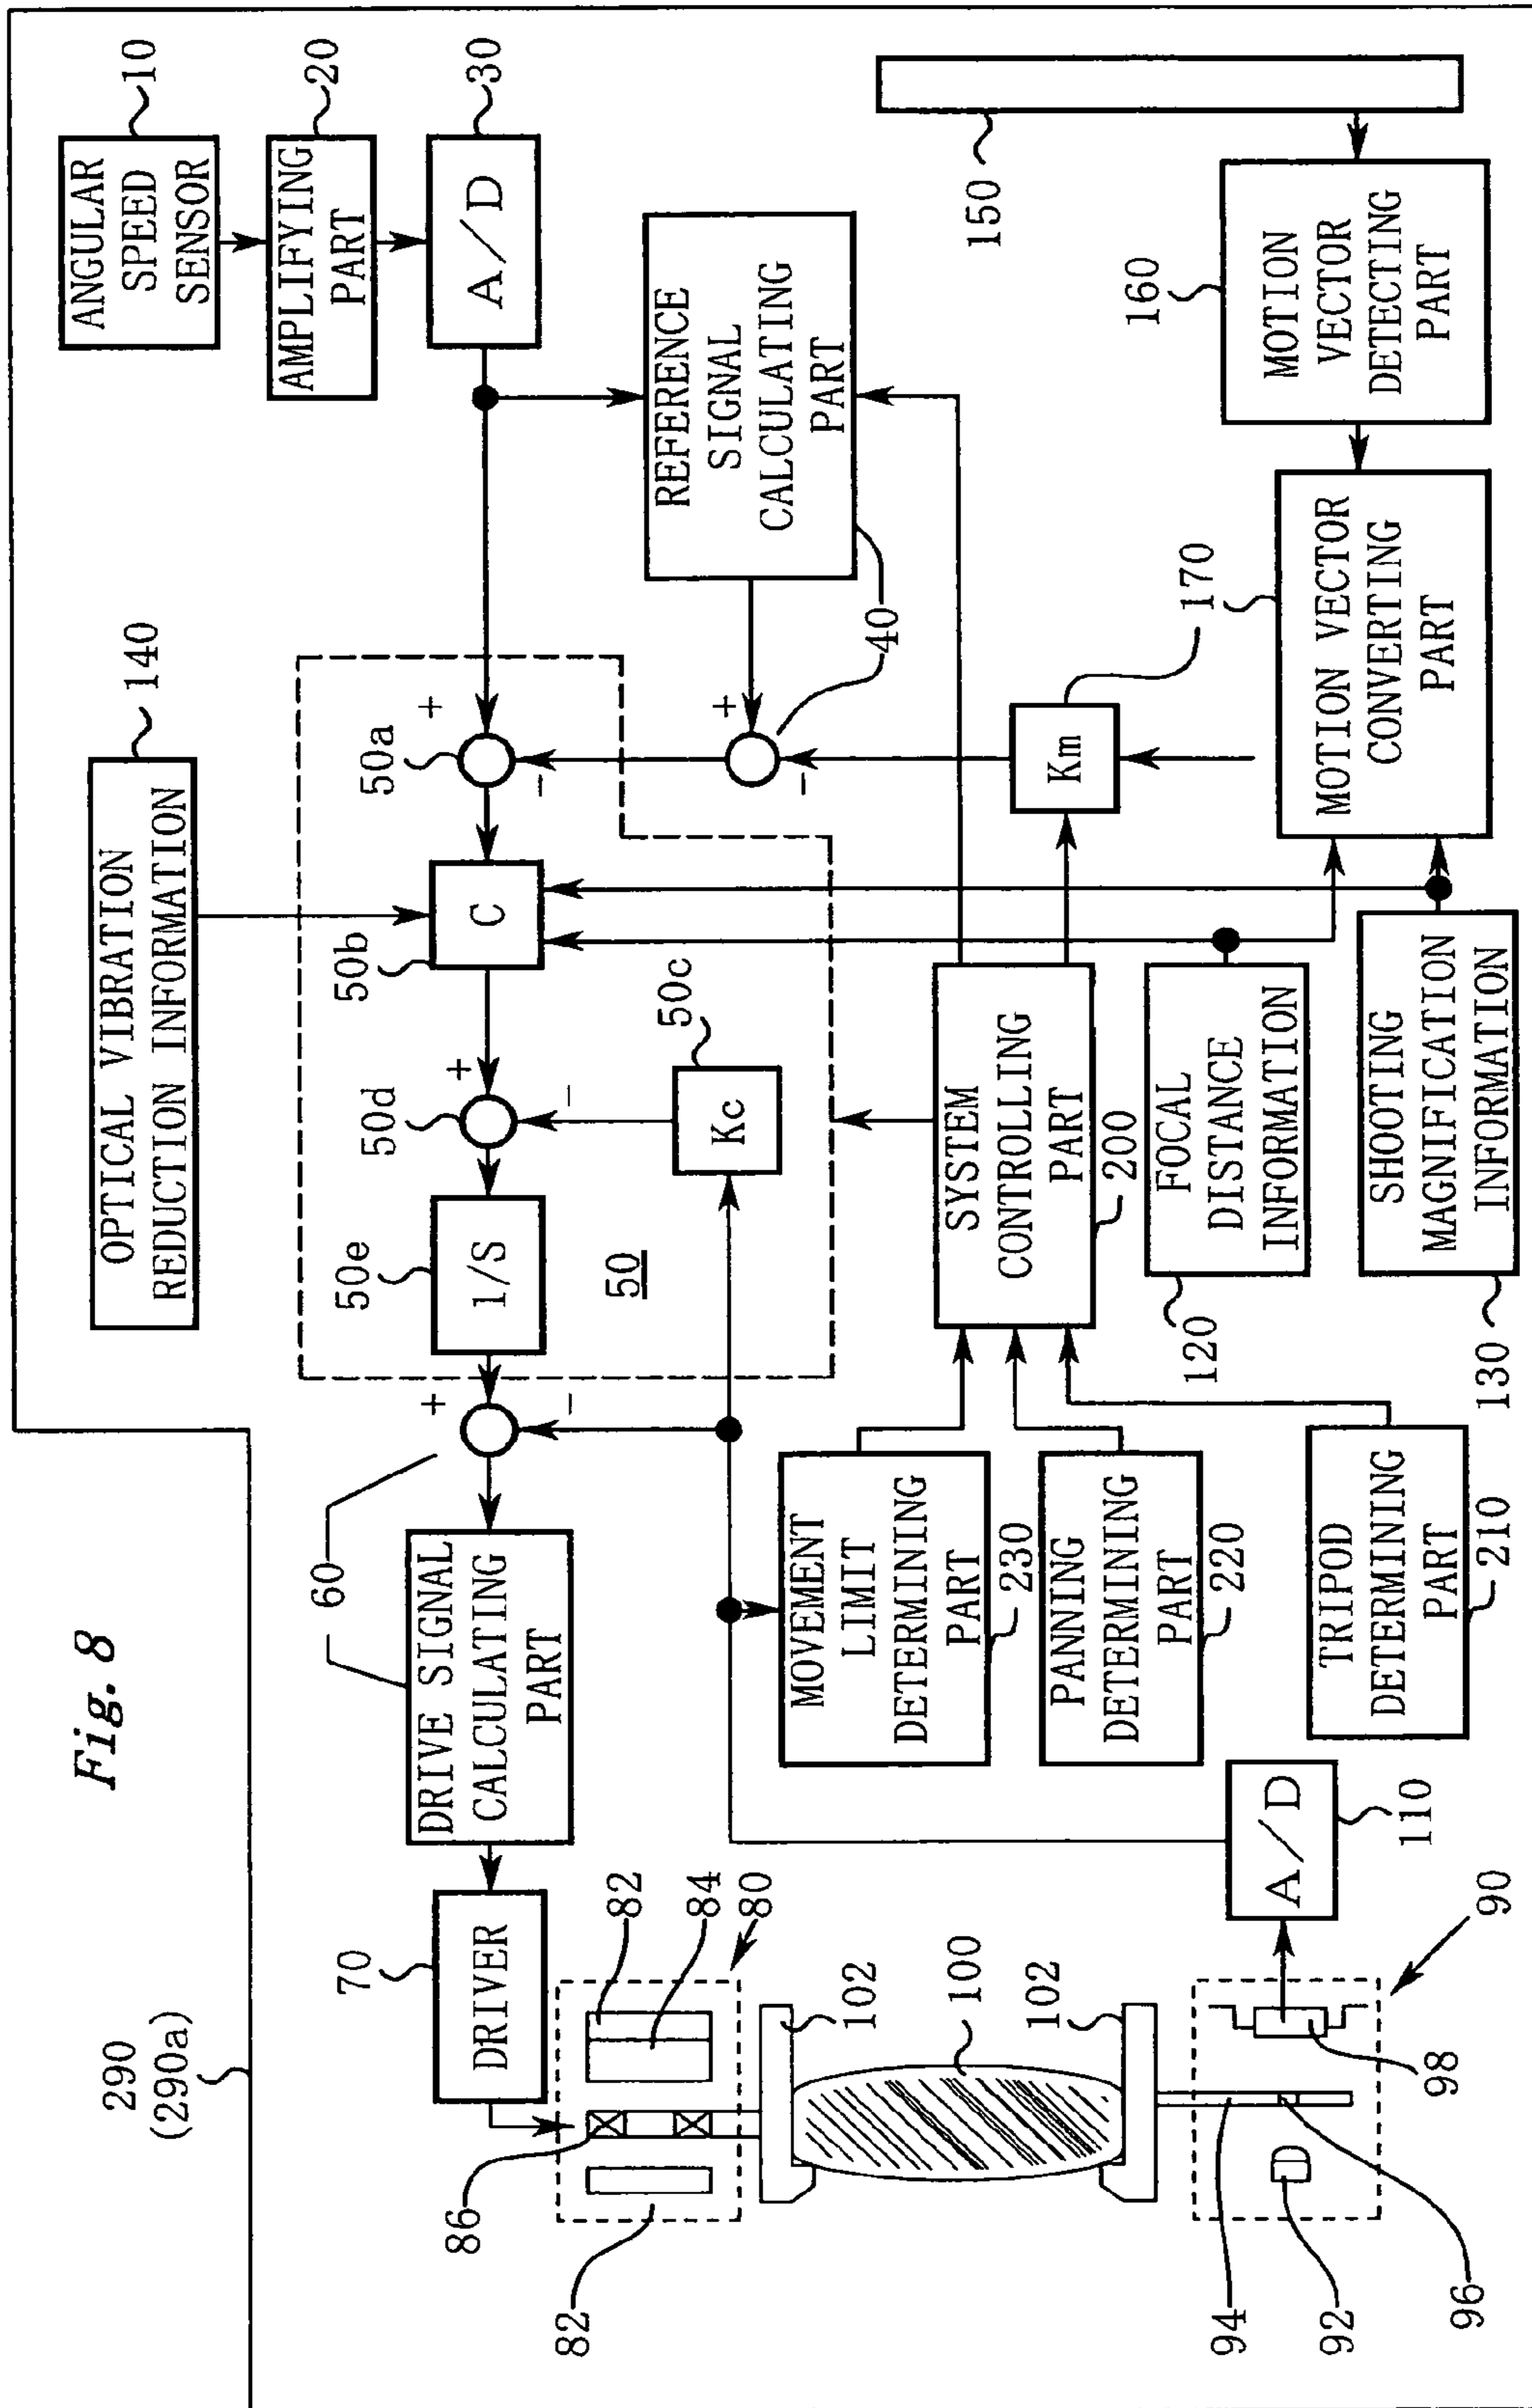 Fig. 8
290
(290a)
ANGULAR
SPEED
SENSOR
10
AMPLIFYING
PART
20
A/D
30
OPTICAL VIBRATION
REDUCTION INFORMATION
140
REFERENCE
SIGNAL
CALCULATING
PART
40
50a
+
-
+
-
C
50b
50c
Kc
50d
+
-
1/S
50e
50
+
-
60
DRIVE SIGNAL
CALCULATING
PART
70
DRIVER
82
84
80
86
82
102
100
102
90
98
94
92
96
A/D
110
MOVEMENT
LIMIT
DETERMINING
PART
230
PANNING
DETERMINING
PART
220
TRIPOD
DETERMINING
PART
210
SYSTEM
CONTROLLING
PART
200
FOCAL
DISTANCE
INFORMATION
120
SHOOTING
MAGNIFICATION
INFORMATION
130
Km
170
MOTION VECTOR
CONVERTING
PART
160
MOTION
VECTOR
DETECTING
PART
150